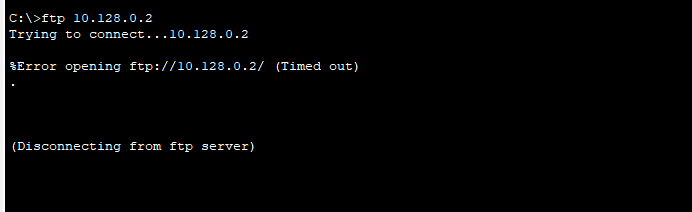 C:\>ftp 10.128.0.2
Trying to connect...10.128.0.2
%Error opening ftp://10.128.0.2/ (Timed out)
.
(Disconnecting from ftp server)